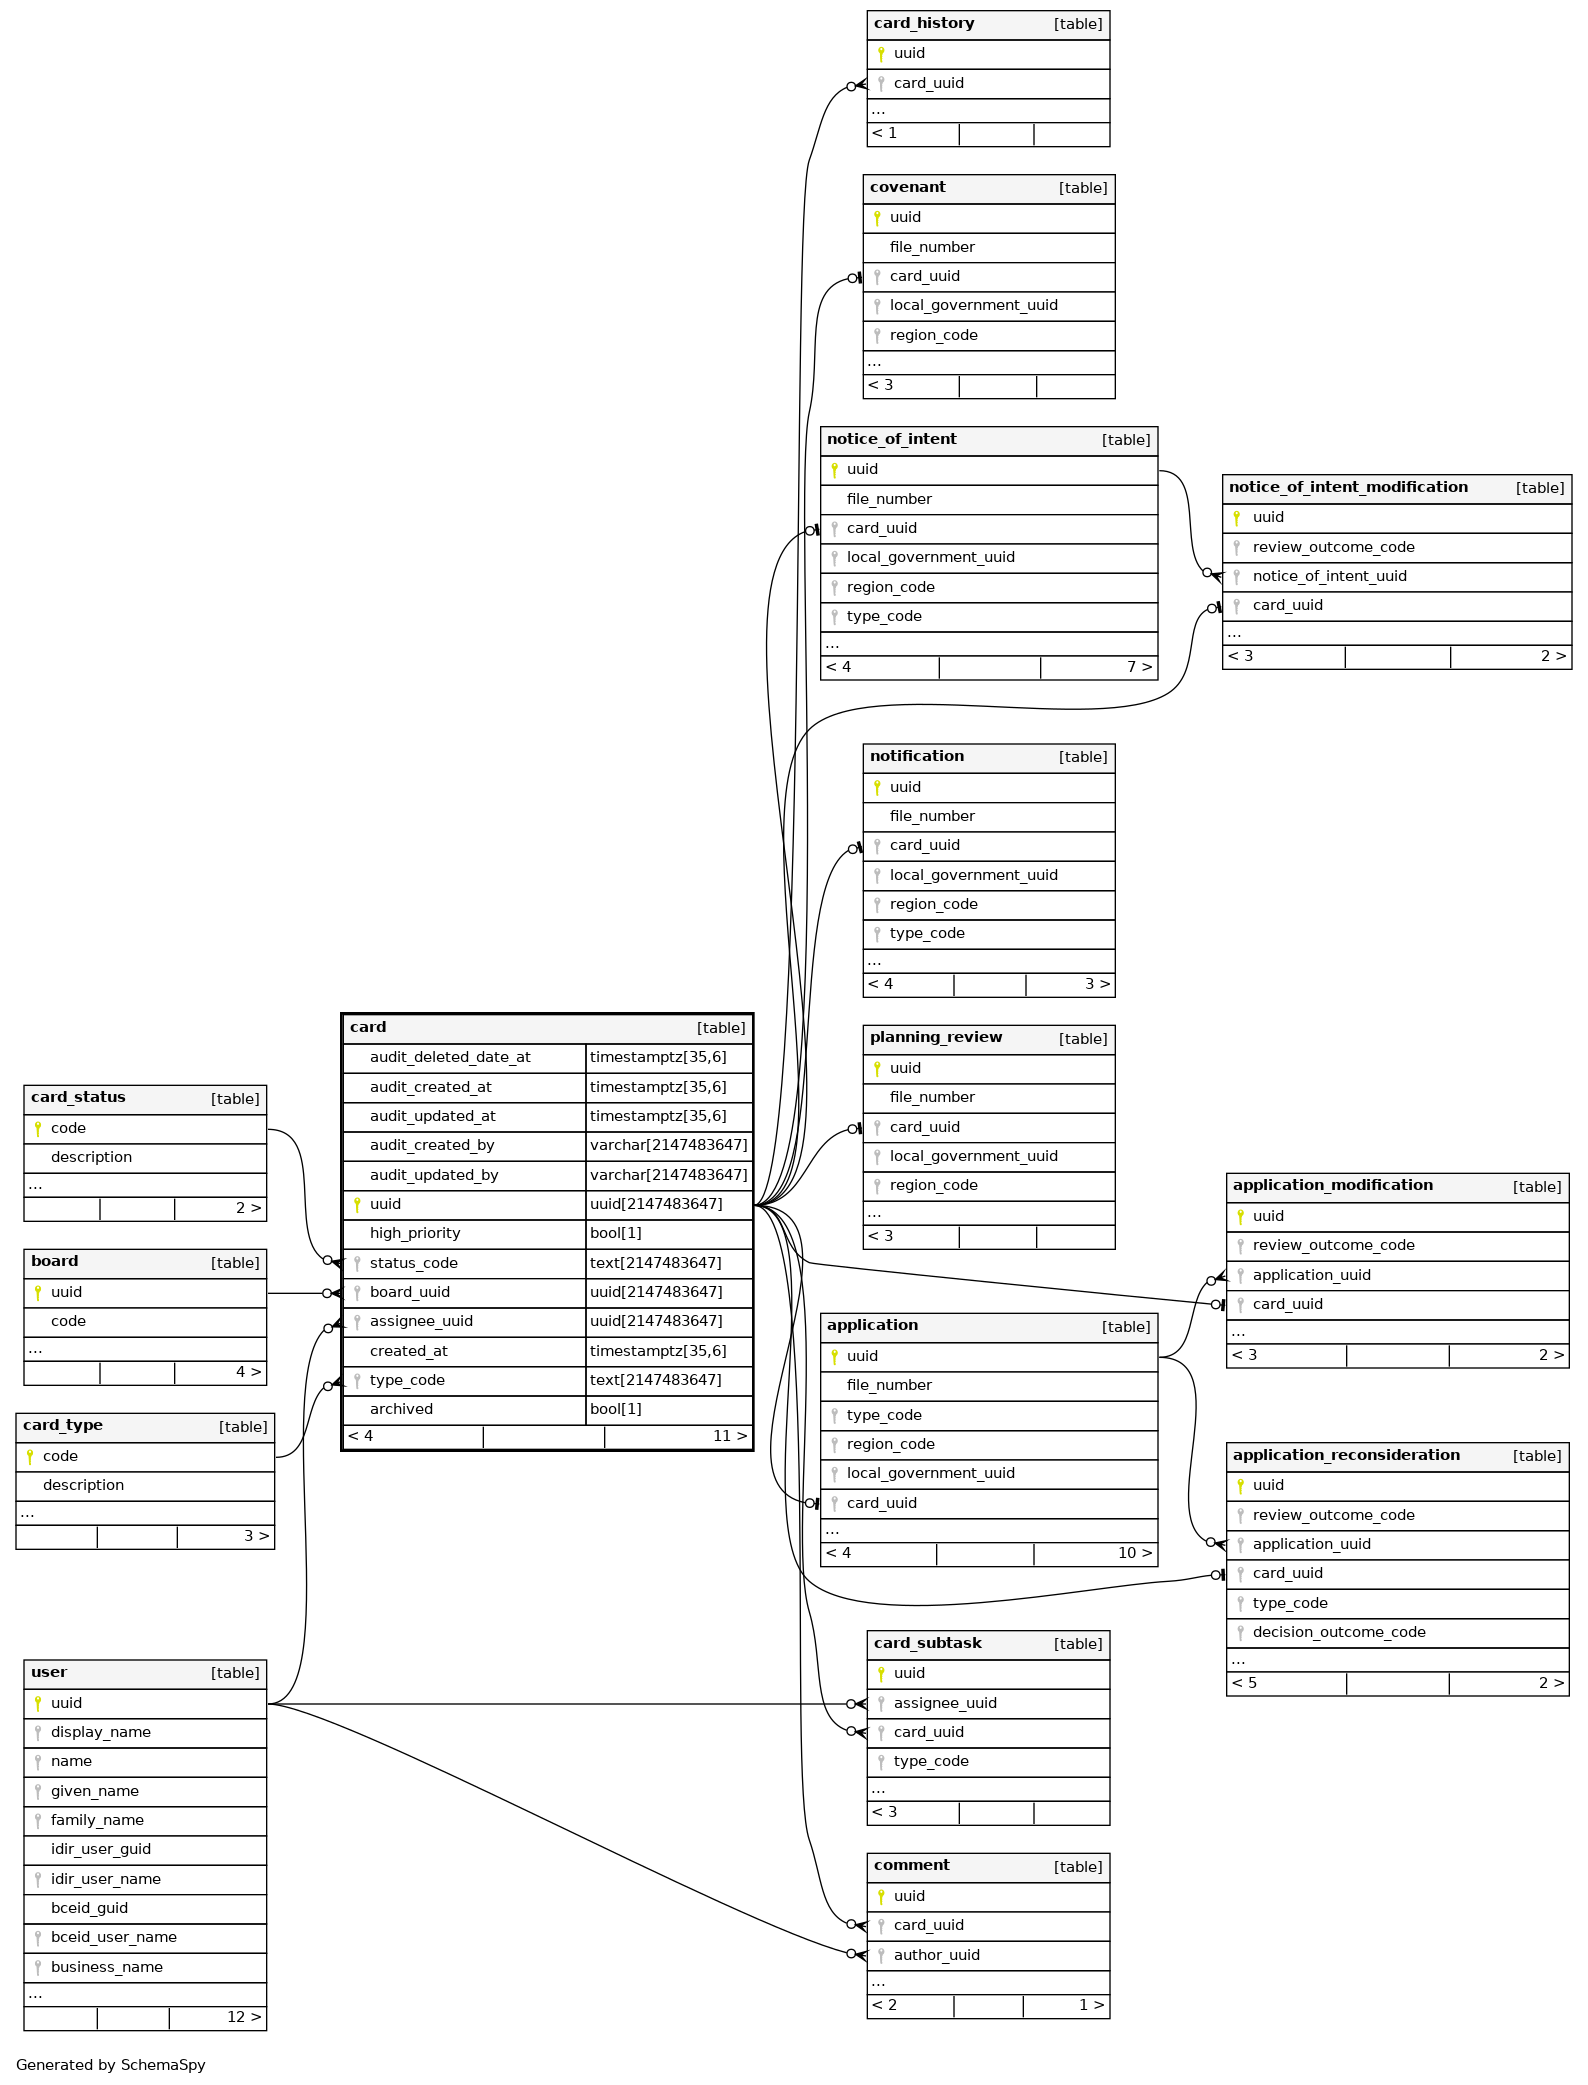 card_history [table]
uuid
card_uuid
...
< 1
covenant [table]
uuid
file_number
card_uuid
local_government_uuid
region_code
...
< 3
notice_of_intent [table]
uuid
file_number
card_uuid
local_government_uuid
region_code
type_code
...
< 4 7 >
notice_of_intent_modification [table]
uuid
review_outcome_code
notice_of_intent_uuid
card_uuid
...
< 3 2 >
notification [table]
uuid
file_number
card_uuid
local_government_uuid
region_code
type_code
...
< 4 3 >
card [table]
audit_deleted_date_at timestamptz[35,6]
audit_created_at timestamptz[35,6]
audit_updated_at timestamptz[35,6]
audit_created_by varchar[2147483647]
audit_updated_by varchar[2147483647]
uuid uuid[2147483647]
high_priority bool[1]
status_code text[2147483647]
board_uuid uuid[2147483647]
assignee_uuid uuid[2147483647]
created_at timestamptz[35,6]
type_code text[2147483647]
archived bool[1]
< 4 11 >
planning_review [table]
uuid
file_number
card_uuid
local_government_uuid
region_code
...
< 3
card_status [table]
code
description
...
2 >
board [table]
uuid
code
...
4 >
card_type [table]
code
description
...
3 >
application_modification [table]
uuid
review_outcome_code
application_uuid
card_uuid
...
< 3 2 >
application [table]
uuid
file_number
type_code
region_code
local_government_uuid
card_uuid
...
< 4 10 >
application_reconsideration [table]
uuid
review_outcome_code
application_uuid
card_uuid
type_code
decision_outcome_code
...
< 5 2 >
user [table]
uuid
display_name
name
given_name
family_name
idir_user_guid
idir_user_name
bceid_guid
bceid_user_name
business_name
...
12 >
card_subtask [table]
uuid
assignee_uuid
card_uuid
type_code
...
< 3
comment [table]
uuid
card_uuid
author_uuid
...
< 2 1 >
Generated by SchemaSpy